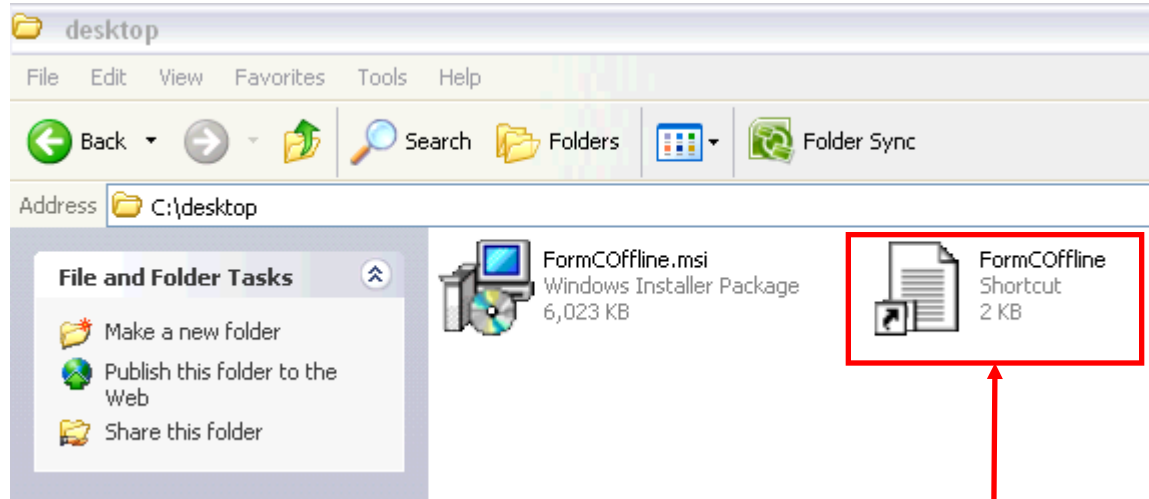 desktop
File Edit View Favorites Tools Help
Back Search Folders Folder Sync
Address C:\desktop
File and Folder Tasks
Make a new folder
Publish this folder to the
Web
Share this folder
FormCOffline.msi
Windows Installer Package
6,023 KB
FormCOffline
Shortcut
2 KB